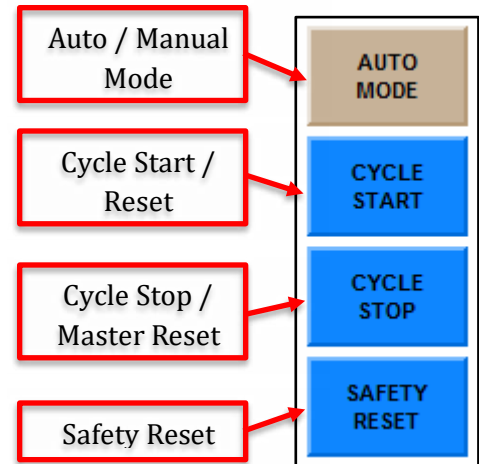 Auto / Manual
Mode
AUTO
MODE
Cycle Start /
Reset
CYCLE
START
Cycle Stop /
Master Reset
CYCLE
STOP
Safety Reset
SAFETY
RESET